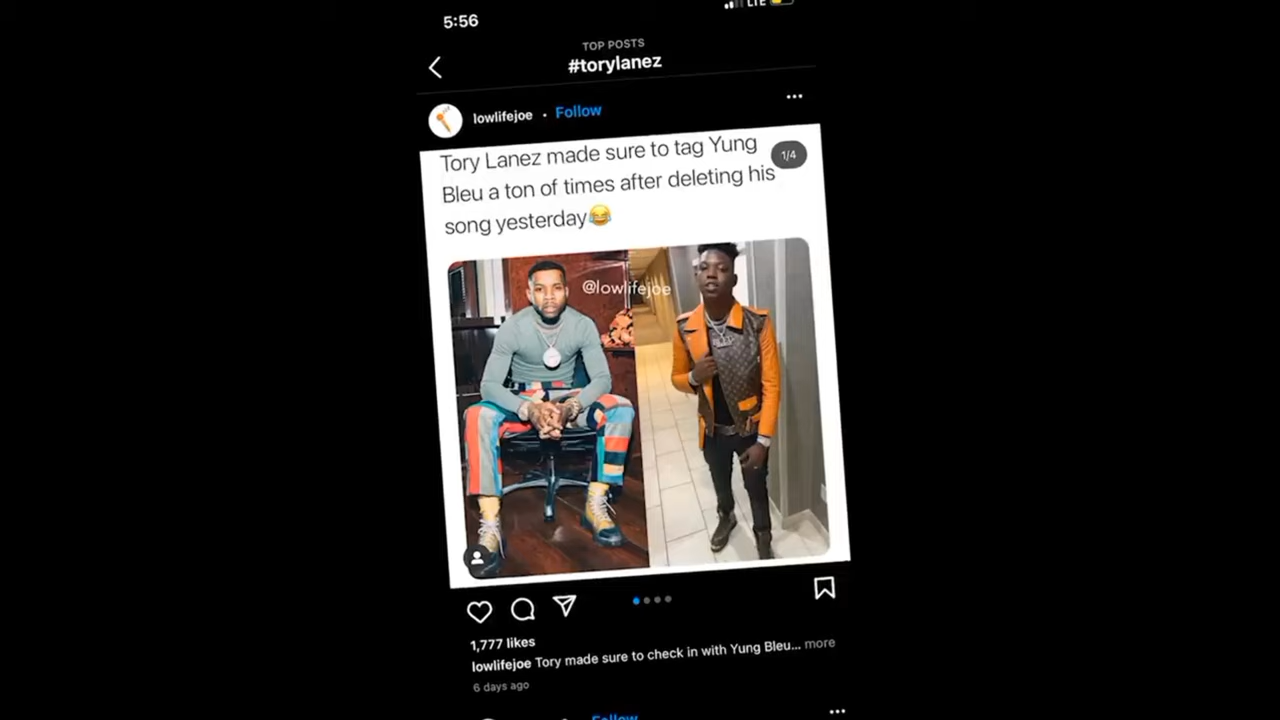 5:56
LTE
TOP POSTS
#torylanez
lowlifejoe • Follow
Tory Lanez made sure to tag Yung
1/4
Bleu a ton of times after deleting his
song yesterday😂
@lowlifejoe
1,777 likes
lowlifejoe Tory made sure to check in with Yung Bleu... more
6 days ago
Follow